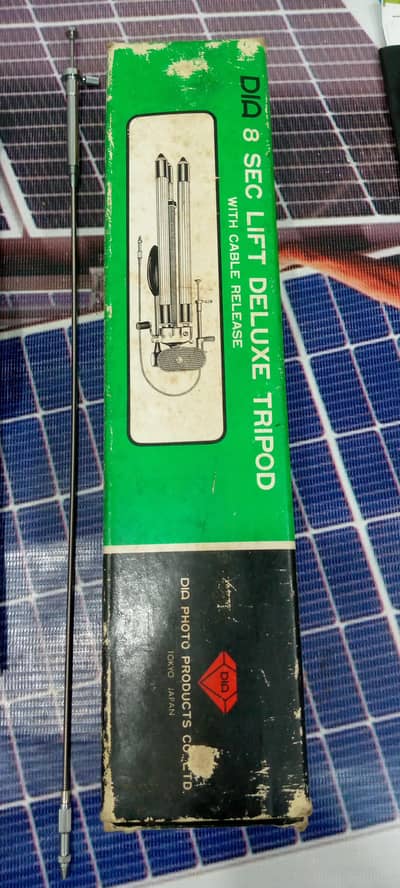 DIA 8 SEC LIFT DELUXE TRIPOD
WITH CABLE RELEASE
DIA
DIA PHOTO PRODUCTS CO., LTD.
TOKYO JAPAN